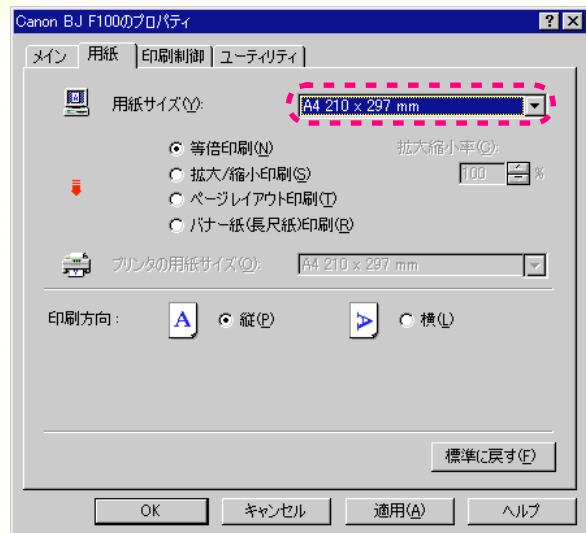 Canon BJ F100のプロパティ
メイン 用紙 印刷制御 ユーティリティ
用紙サイズ(Y): A4 210 x 297 mm
等倍印刷(N) 拡大縮小率(C):
拡大/縮小印刷(S) 100 %
ページレイアウト印刷(T)
バナー紙(長尺紙)印刷(R)
プリンタの用紙サイズ(O): A4 210 x 297 mm
印刷方向: A 縦(P) A 横(L)
標準に戻す(F)
OK キャンセル 適用(A) ヘルプ